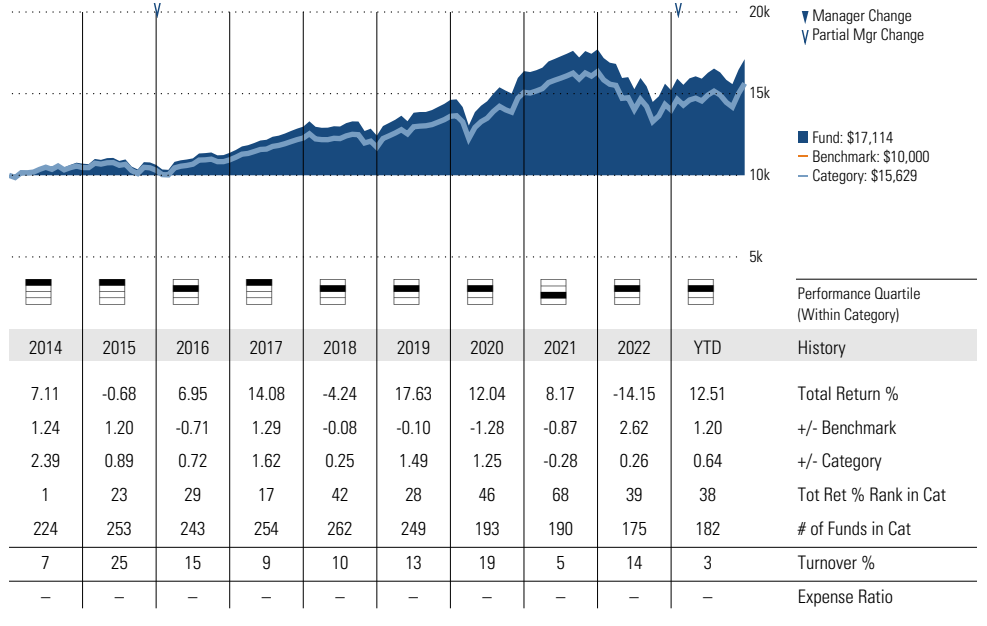 20k
15k
10k
5k
Manager Change
Partial Mgr Change
Fund: $17,114
Benchmark: $10,000
Category: $15,629
Performance Quartile
(Within Category)
2014 2015 2016 2017 2018 2019 2020 2021 2022 YTD History
7.11 -0.68 6.95 14.08 -4.24 17.63 12.04 8.17 -14.15 12.51 Total Return %
1.24 1.20 -0.71 1.29 -0.08 -0.10 -1.28 -0.87 2.62 1.20 +/- Benchmark
2.39 0.89 0.72 1.62 0.25 1.49 1.25 -0.28 0.26 0.64 +/- Category
1 23 29 17 42 28 46 68 39 38 Tot Ret % Rank in Cat
224 253 243 254 262 249 193 190 175 182 # of Funds in Cat
7 25 15 9 10 13 19 5 14 3 Turnover %
– – – – – – – – – – Expense Ratio